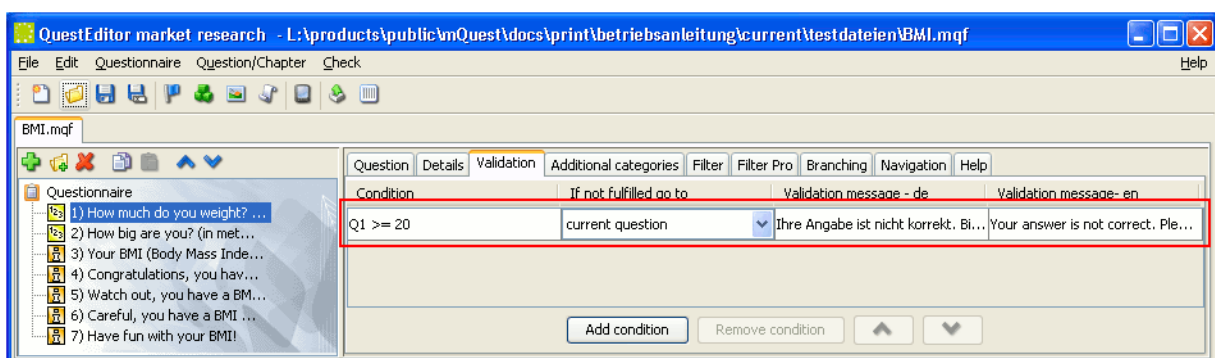 QuestEditor market research - L:\products\public\mQuest\docs\print\betriebsanleitung\current\testdateien\BMI.mqf
File Edit Questionnaire Question/Chapter Check Help
BMI.mqf
Question Details Validation Additional categories Filter Filter Pro Branching Navigation Help
Questionnaire
1) How much do you weight? ...
2) How big are you? (in met...
3) Your BMI (Body Mass Inde...
4) Congratulations, you hav...
5) Watch out, you have a BM...
6) Careful, you have a BMI ...
7) Have fun with your BMI!
Condition If not fulfilled go to Validation message - de Validation message- en
Q1 >= 20 current question Ihre Angabe ist nicht korrekt. Bi... Your answer is not correct. Ple...
Add condition Remove condition